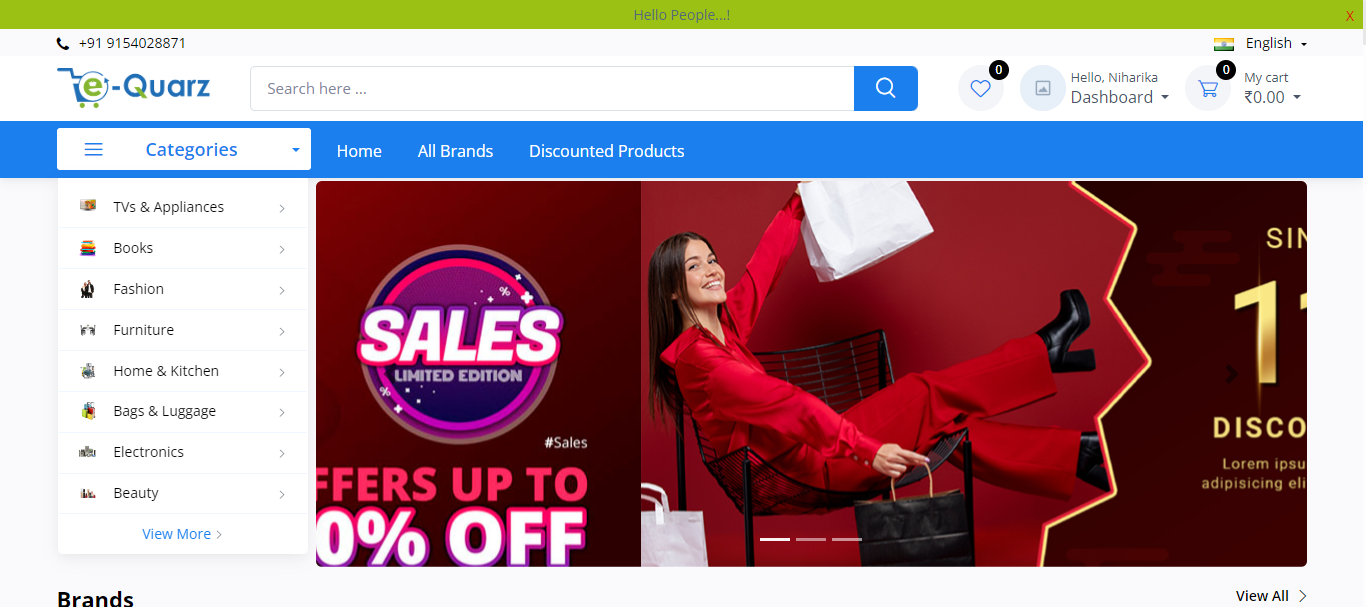 Hello People...!
X
+91 9154028871
English
e-Quarz
Search here ...
0
Hello, Niharika
Dashboard
0
My cart
₹0.00
Categories
Home
All Brands
Discounted Products
TVs & Appliances
Books
Fashion
Furniture
Home & Kitchen
Bags & Luggage
Electronics
Beauty
View More
%
SALES
LIMITED EDITION
%
#Sales
FFERS UP TO
0% OFF
SIN
11
DISCO
Lorem ipsu
adipisicing eli
Brands
View All